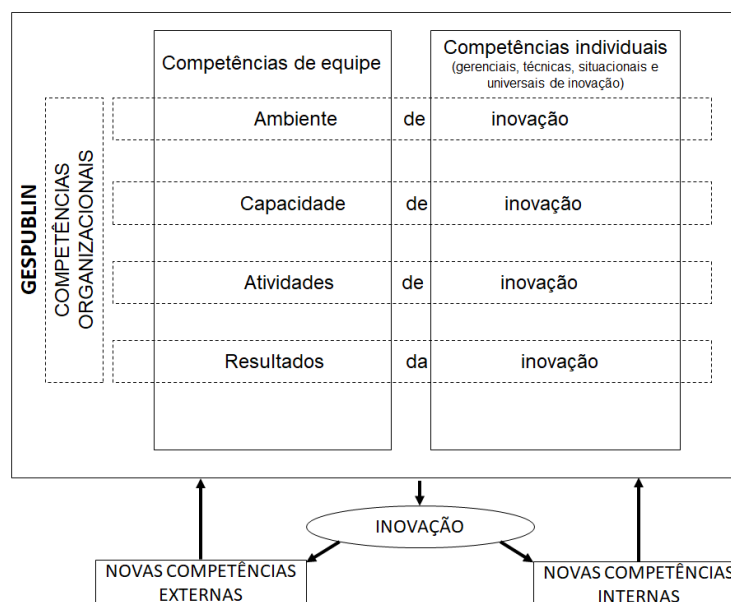 Competências de equipe
Competências individuais
(gerenciais, técnicas, situacionais e
universais de inovação)
GESPUBLIN
COMPETÊNCIAS
ORGANIZACIONAIS
Ambiente de inovação
Capacidade de inovação
Atividades de inovação
Resultados da inovação
INOVAÇÃO
NOVAS COMPETÊNCIAS
EXTERNAS
NOVAS COMPETÊNCIAS
INTERNAS